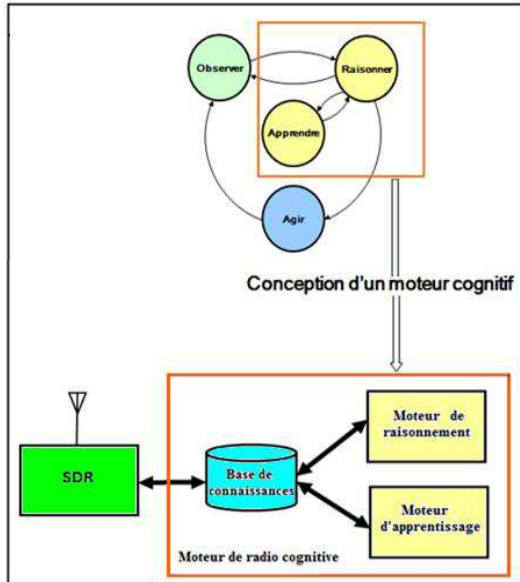 Observer
Raisonner
Apprendre
Agir
Conception d'un moteur cognitif
SDR
Base de
connaissances
Moteur de
raisonnement
Moteur
d'apprentissage
Moteur de radio cognitive